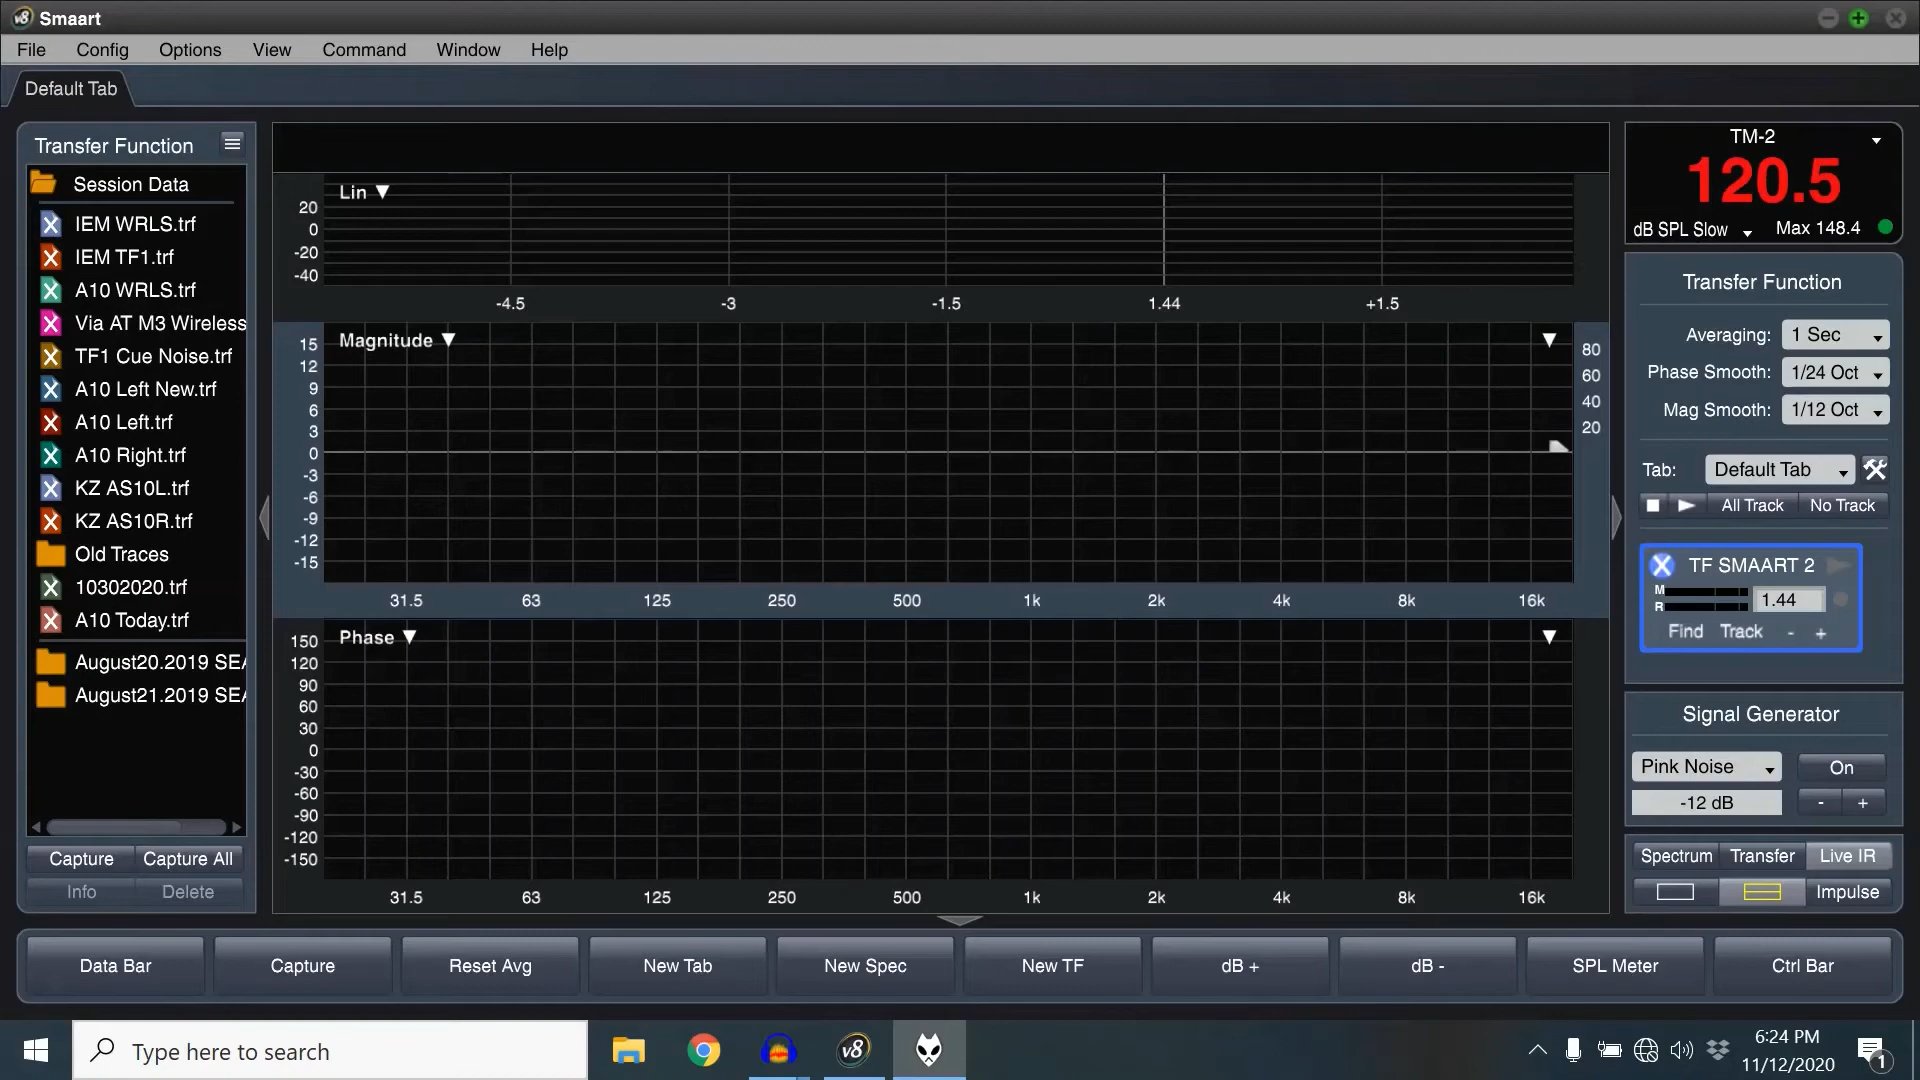 v8 Smaart
File Config Options View Command Window Help
Default Tab
Transfer Function
Session Data
IEM WRLS.trf
IEM TF1.trf
A10 WRLS.trf
Via AT M3 Wireless
TF1 Cue Noise.trf
A10 Left New.trf
A10 Left.trf
A10 Right.trf
KZ AS10L.trf
KZ AS10R.trf
Old Traces
10302020.trf
A10 Today.trf
August20.2019 SEA
August21.2019 SEA
Capture Capture All
Info Delete
Lin
20
0
-20
-40
-4.5 -3 -1.5 1.44 +1.5
Magnitude
15
12
9
6
3
0
-3
-6
-9
-12
-15
80
60
40
20
31.5 63 125 250 500 1k 2k 4k 8k 16k
Phase
150
120
90
60
30
0
-30
-60
-90
-120
-150
31.5 63 125 250 500 1k 2k 4k 8k 16k
TM-2
120.5
dB SPL Slow Max 148.4
Transfer Function
Averaging: 1 Sec
Phase Smooth: 1/24 Oct
Mag Smooth: 1/12 Oct
Tab: Default Tab
All Track No Track
TF SMAART 2
M
R
1.44
Find Track - +
Signal Generator
Pink Noise On
-12 dB - +
Spectrum Transfer Live IR
Impulse
Data Bar Capture Reset Avg New Tab New Spec New TF dB + dB - SPL Meter Ctrl Bar
Type here to search
v8
6:24 PM
11/12/2020
1